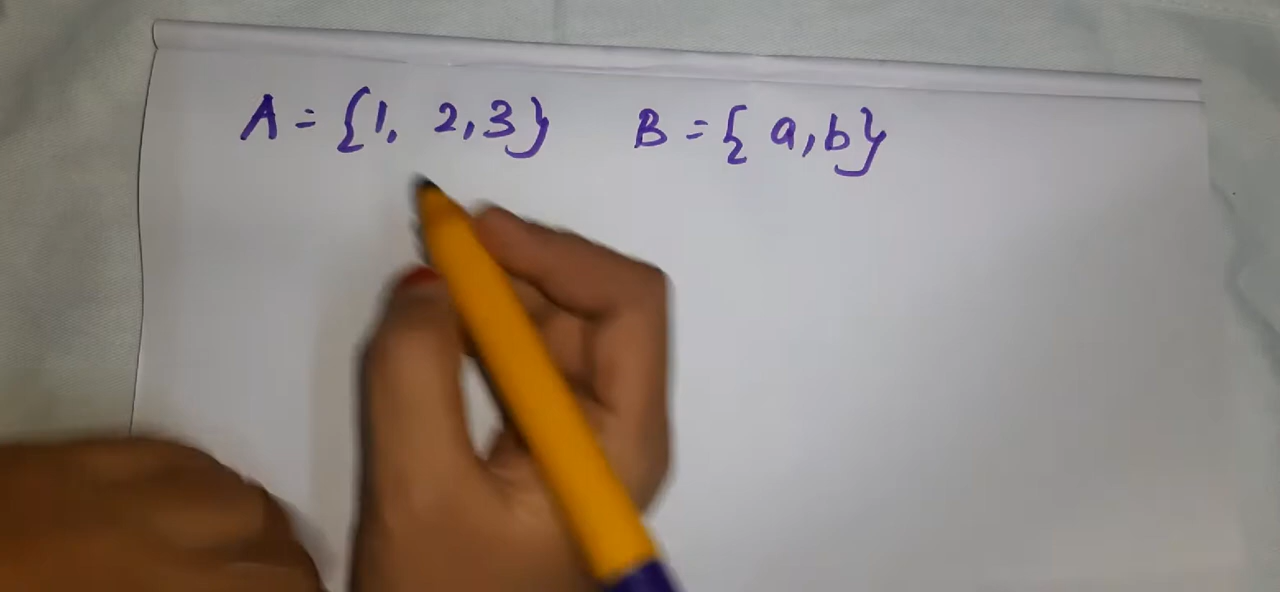 A = {1, 2, 3} B = { a, b}